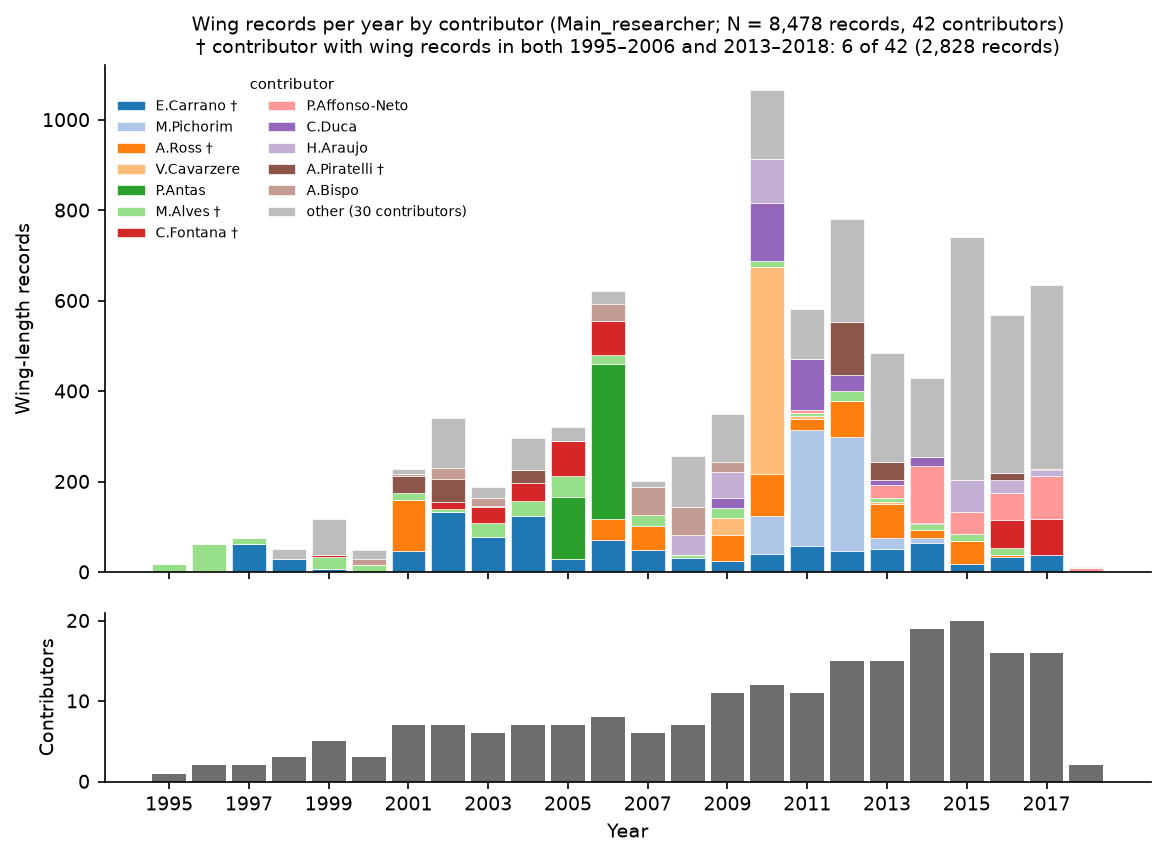 Wing records per year by contributor (Main_researcher; N = 8,478 records, 42 contributors)
† contributor with wing records in both 1995–2006 and 2013–2018: 6 of 42 (2,828 records)
contributor
E.Carrano †
M.Pichorim
A.Ross †
V.Cavarzere
P.Antas
M.Alves †
C.Fontana †
P.Affonso-Neto
C.Duca
H.Araujo
A.Piratelli †
A.Bispo
other (30 contributors)
Wing-length records
1000
800
600
400
200
0
Contributors
20
10
0
1995 1997 1999 2001 2003 2005 2007 2009 2011 2013 2015 2017
Year